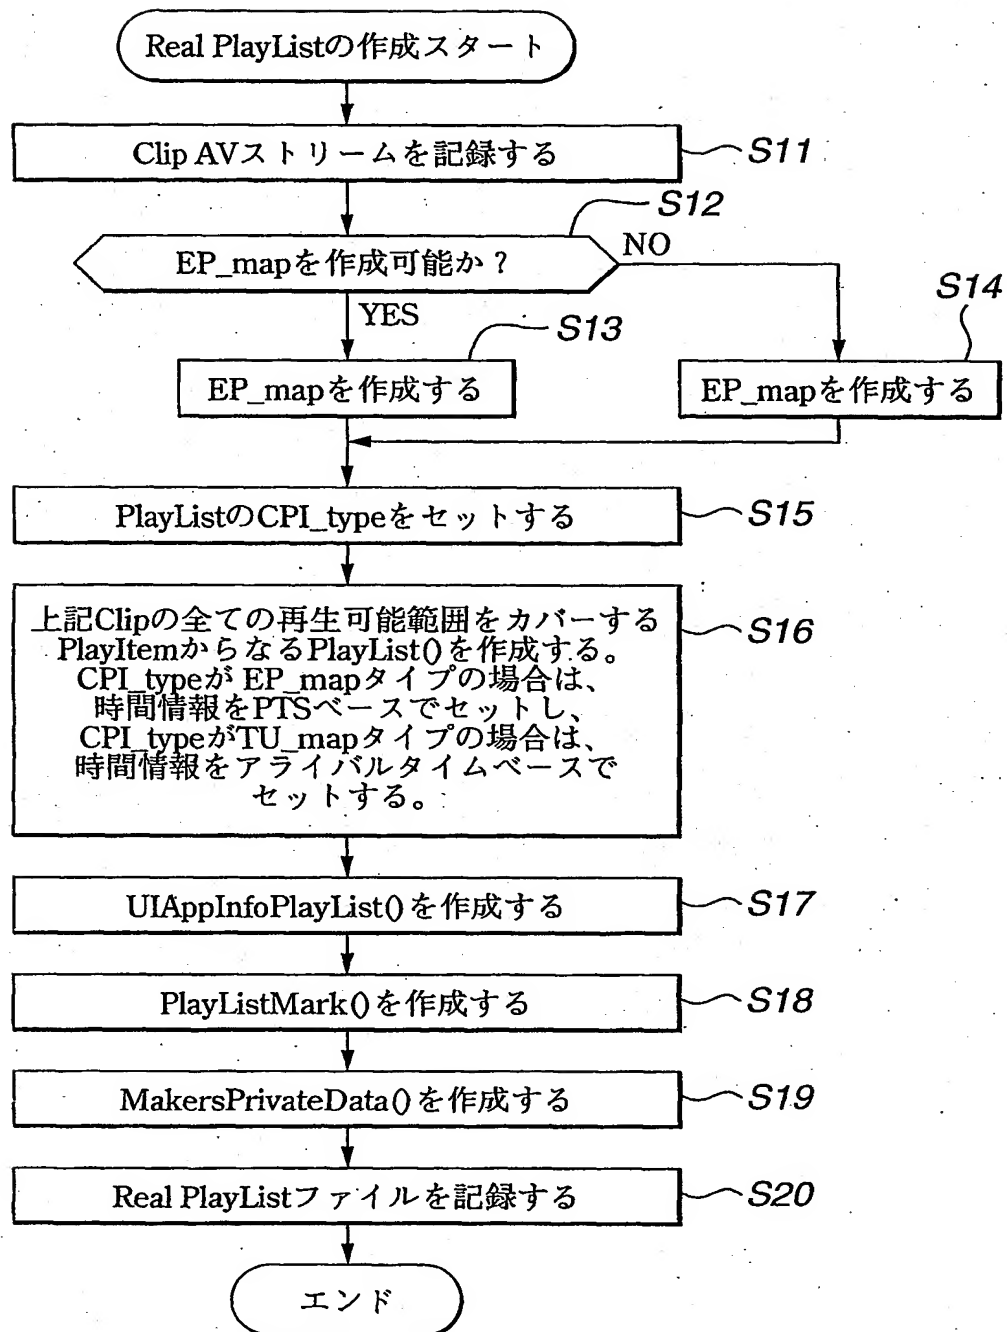 Real PlayListの作成スタート
Clip AVストリームを記録する
S11
S12
EP_mapを作成可能か?
NO
YES
S13
S14
EP_mapを作成する
EP_mapを作成する
PlayListのCPI_typeをセットする
S15
上記Clipの全ての再生可能範囲をカバーする
PlayItemからなるPlayList()を作成する。
CPI_typeが EP_mapタイプの場合は、
時間情報をPTSベースでセットし、
CPI_typeがTU_mapタイプの場合は、
時間情報をアライバルタイムベースで
セットする。
S16
UIAppInfoPlayList()を作成する
S17
PlayListMark()を作成する
S18
MakersPrivateData()を作成する
S19
Real PlayListファイルを記録する
S20
エンド